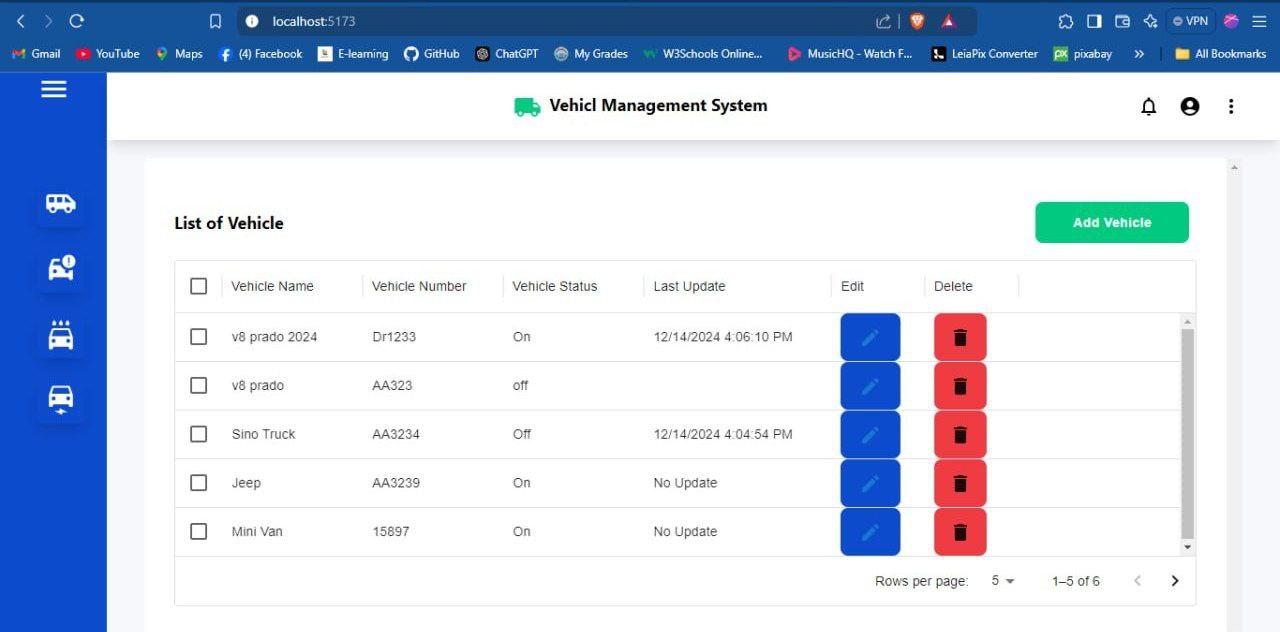 localhost:5173
VPN
Gmail YouTube Maps (4) Facebook E-learning GitHub ChatGPT My Grades W3Schools Online... MusicHQ - Watch F... LeiaPix Converter px pixabay » All Bookmarks
Vehicl Management System
List of Vehicle
Add Vehicle
Vehicle Name Vehicle Number Vehicle Status Last Update Edit Delete
v8 prado 2024 Dr1233 On 12/14/2024 4:06:10 PM
v8 prado AA323 off
Sino Truck AA3234 Off 12/14/2024 4:04:54 PM
Jeep AA3239 On No Update
Mini Van 15897 On No Update
Rows per page: 5 1–5 of 6